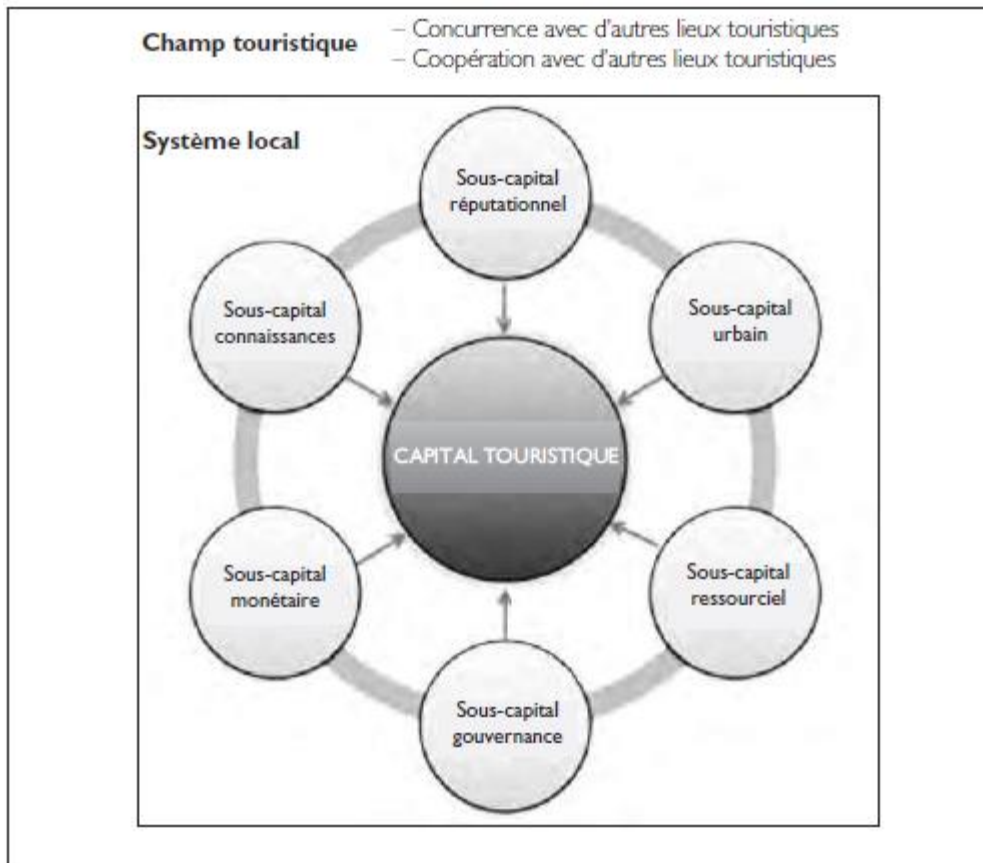 Champ touristique
– Concurrence avec d'autres lieux touristiques
– Coopération avec d'autres lieux touristiques
Système local
Sous-capital
réputationnel
Sous-capital
connaissances
Sous-capital
urbain
CAPITAL TOURISTIQUE
Sous-capital
monétaire
Sous-capital
ressourciel
Sous-capital
gouvernance